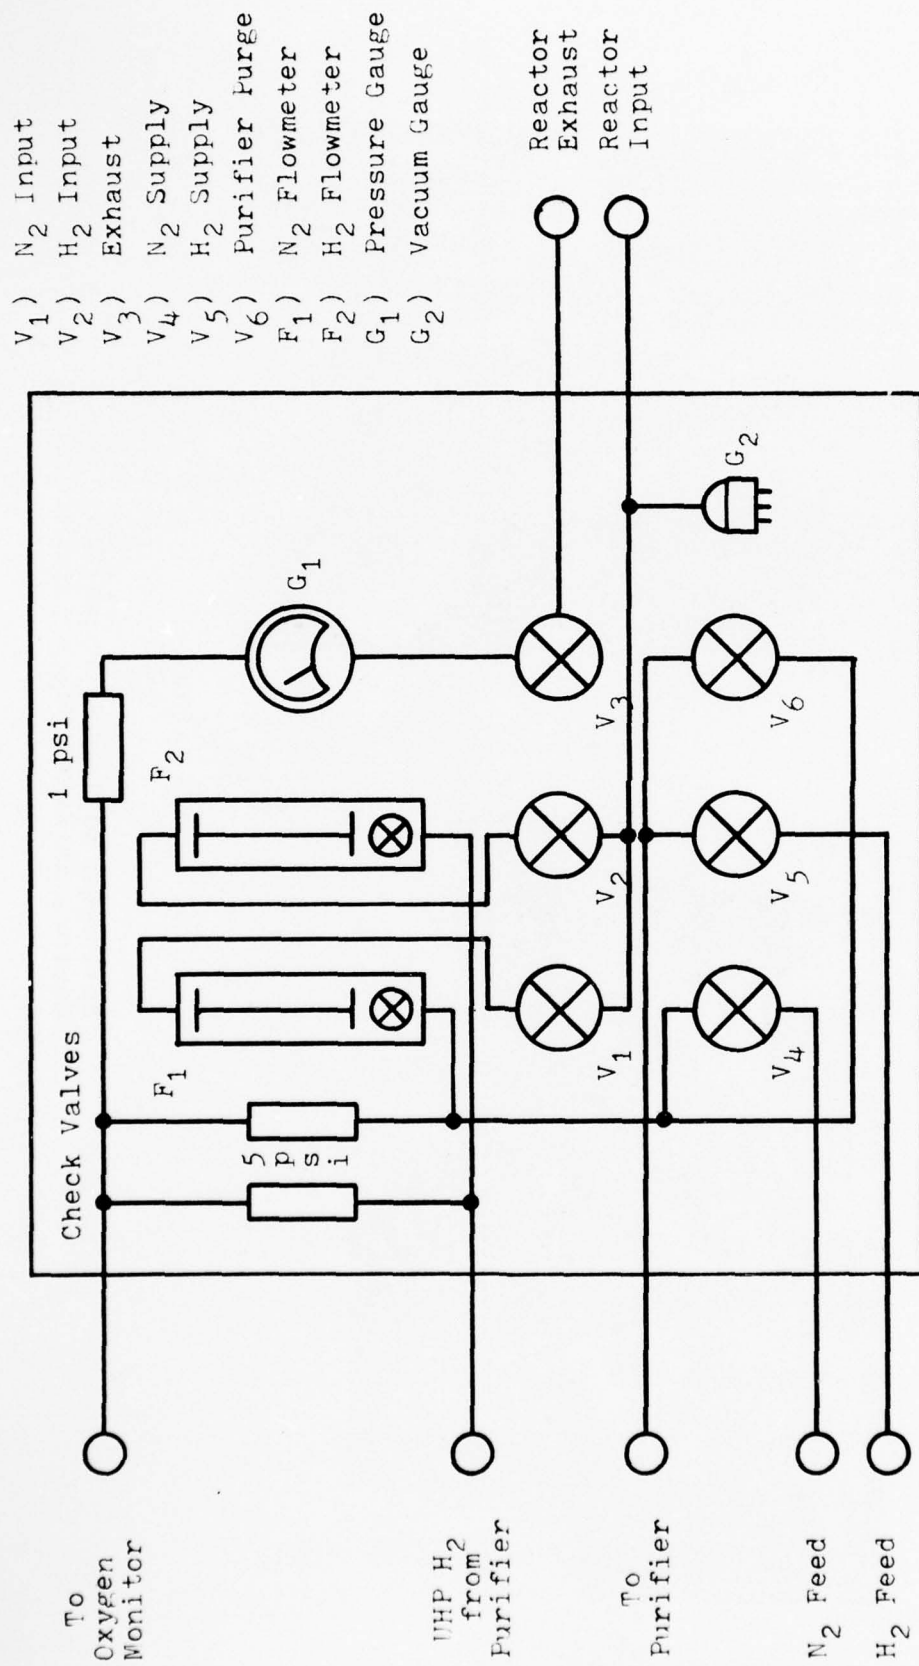 V1) N2 Input
V2) H2 Input
V3) Exhaust
V4) N2 Supply
V5) H2 Supply
V6) Purifier Purge
F1) N2 Flowmeter
F2) H2 Flowmeter
G1) Pressure Gauge
G2) Vacuum Gauge
Check Valves
1 psi
5
p
s
i
F1
F2
G1
V1
V2
V3
V4
V5
V6
G2
To
Oxygen
Monitor
UHP H2
from
Purifier
To
Purifier
N2 Feed
H2 Feed
Reactor
Exhaust
Reactor
Input